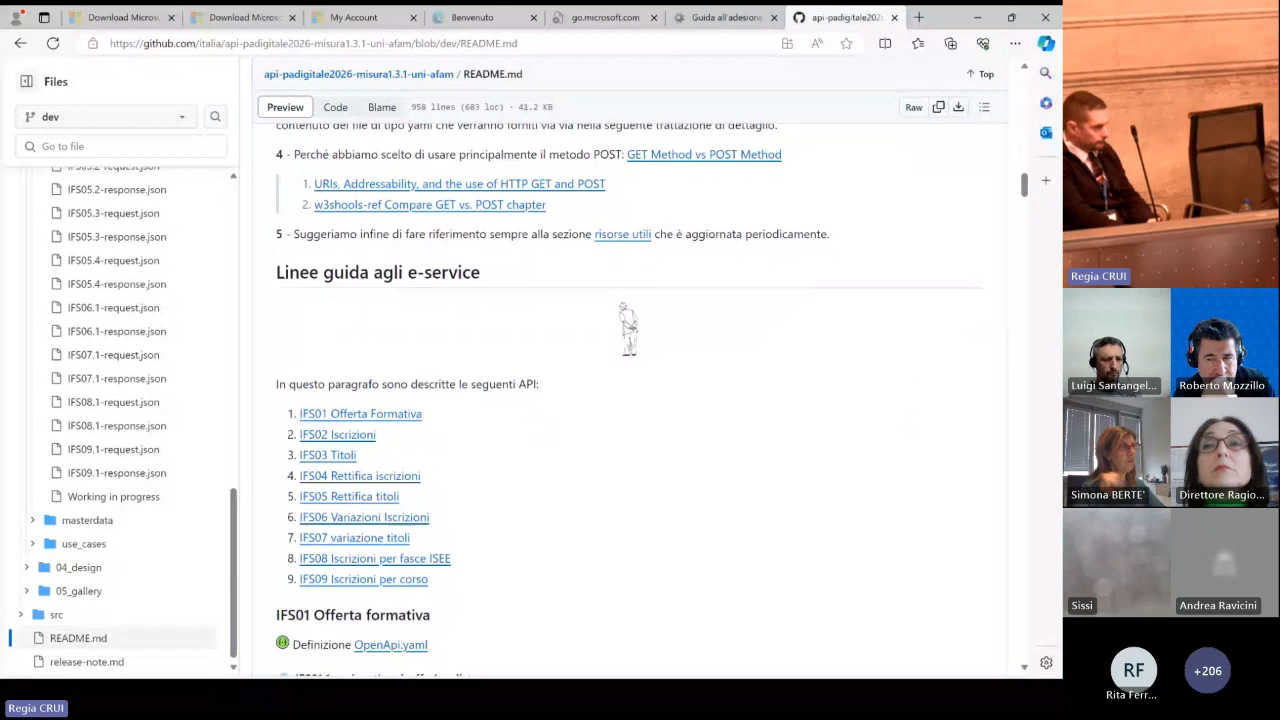 Download Micros
Download Micros
My Account
Benvenuto
go.microsoft.com
Guida all'adesione
api-padigitale2026
https://github.com/italia/api-padigitale2026-misura1.3.1-uni-afam/blob/dev/README.md
Files
dev
Go to file
IFS05.2-response.json
IFS05.3-request.json
IFS05.3-response.json
IFS05.4-request.json
IFS05.4-response.json
IFS06.1-request.json
IFS06.1-response.json
IFS07.1-request.json
IFS07.1-response.json
IFS08.1-request.json
IFS08.1-response.json
IFS09.1-request.json
IFS09.1-response.json
Working in progress
masterdata
use_cases
04_design
05_gallery
src
README.md
release-note.md
api-padigitale2026-misura1.3.1-uni-afam / README.md
Top
Preview Code Blame 958 lines (683 loc) · 41.2 KB Raw
contenuto dei file di tipo yaml che verranno forniti via via nella seguente trattazione di dettaglio.
4 - Perché abbiamo scelto di usare principalmente il metodo POST: GET Method vs POST Method
1. URIs, Addressability, and the use of HTTP GET and POST
2. w3shools-ref Compare GET vs. POST chapter
5 - Suggeriamo infine di fare riferimento sempre alla sezione risorse utili che è aggiornata periodicamente.
Linee guida agli e-service
In questo paragrafo sono descritte le seguenti API:
1. IFS01 Offerta Formativa
2. IFS02 Iscrizioni
3. IFS03 Titoli
4. IFS04 Rettifica iscrizioni
5. IFS05 Rettifica titoli
6. IFS06 Variazioni Iscrizioni
7. IFS07 variazione titoli
8. IFS08 Iscrizioni per fasce ISEE
9. IFS09 Iscrizioni per corso
IFS01 Offerta formativa
Definizione OpenApi.yaml
Regia CRUI
Luigi Santangel...
Roberto Mozzillo
Simona BERTE'
Direttore Ragio...
Sissi
Andrea Ravicini
RF
Rita Ferr...
+206
Regia CRUI